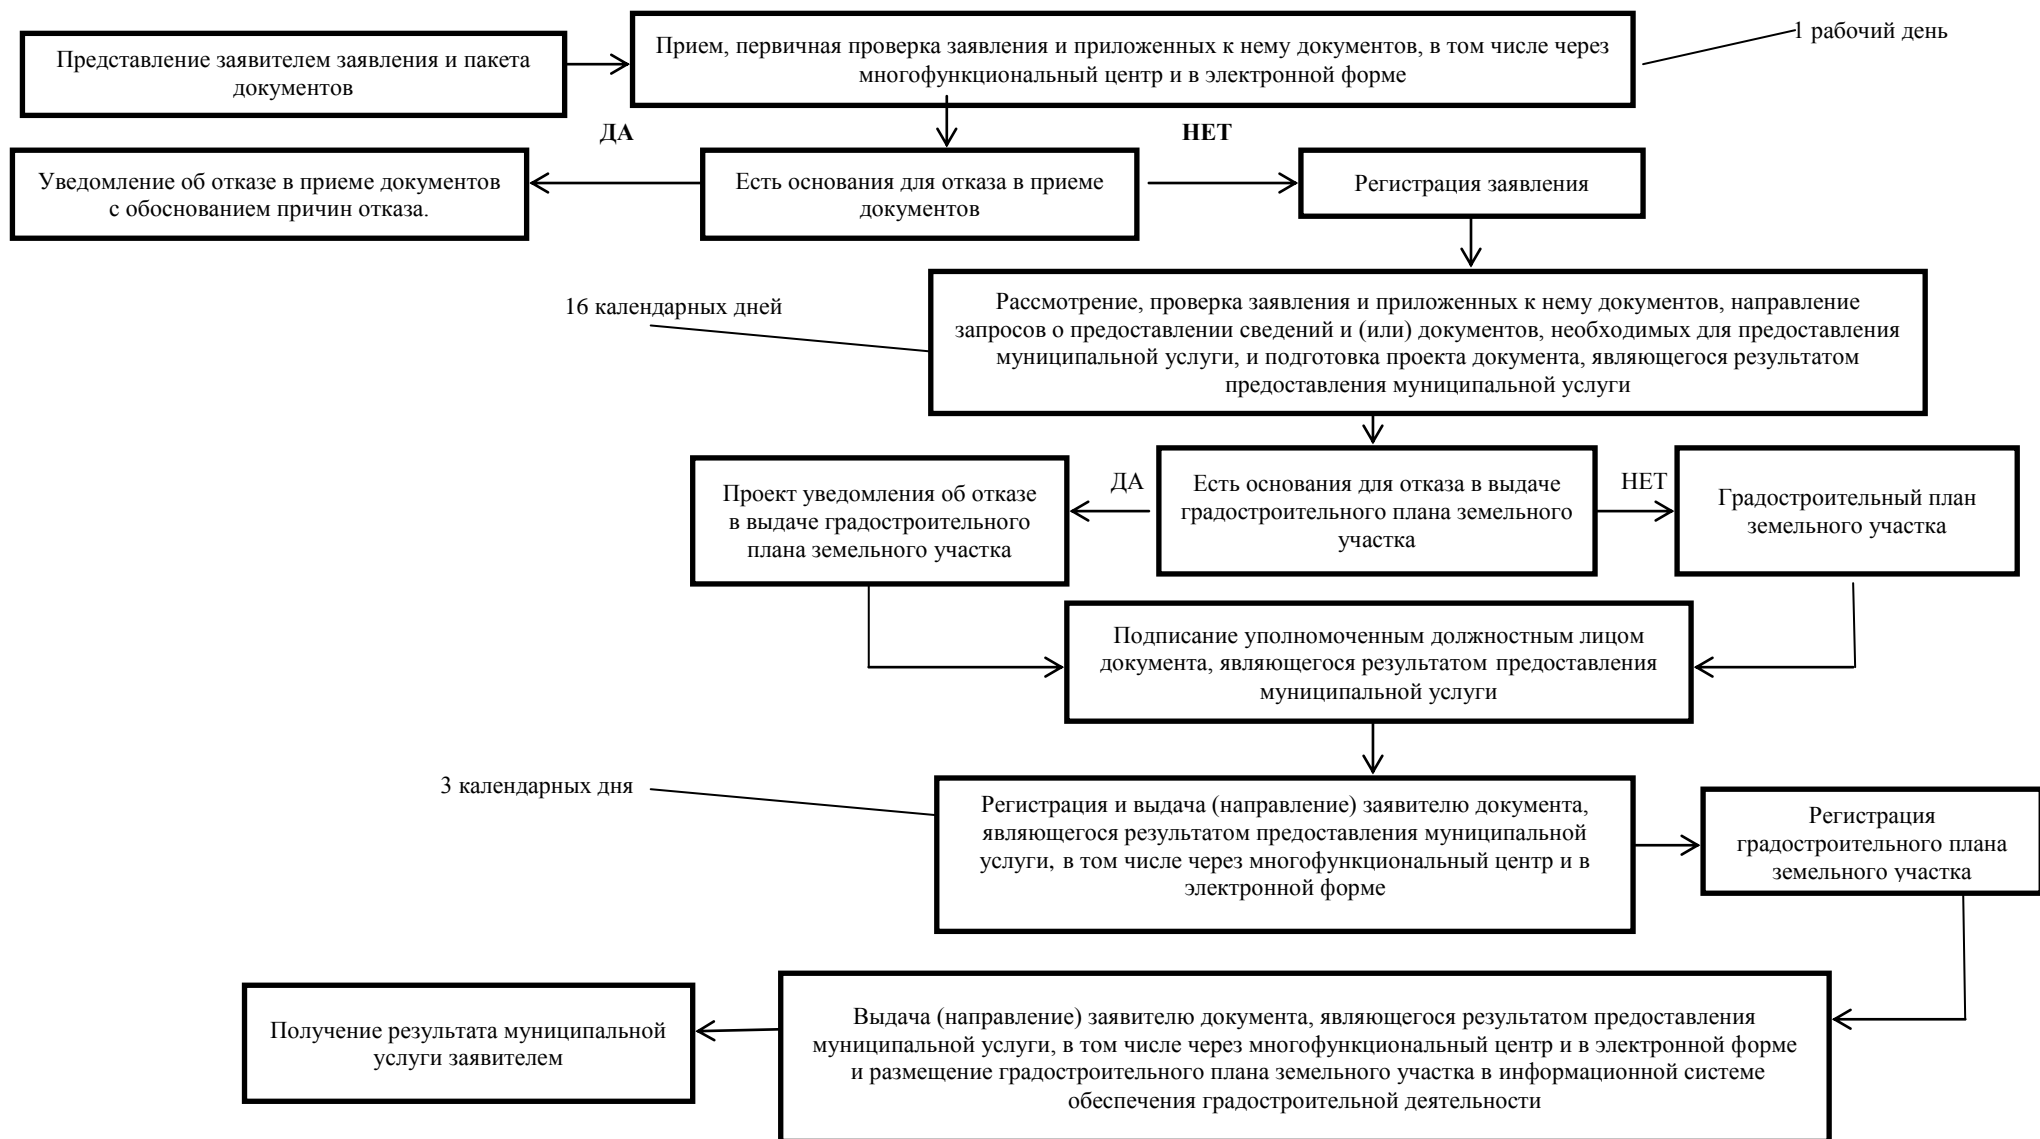 Представление заявителем заявления и пакета
документов
Прием, первичная проверка заявления и приложенных к нему документов, в том числе через
многофункциональный центр и в электронной форме
1 рабочий день
ДА
НЕТ
Уведомление об отказе в приеме документов
с обоснованием причин отказа.
Есть основания для отказа в приеме
документов
Регистрация заявления
16 календарных дней
Рассмотрение, проверка заявления и приложенных к нему документов, направление
запросов о предоставлении сведений и (или) документов, необходимых для предоставления
муниципальной услуги, и подготовка проекта документа, являющегося результатом
предоставления муниципальной услуги
Проект уведомления об отказе
в выдаче градостроительного
плана земельного участка
ДА
Есть основания для отказа в выдаче
градостроительного плана земельного
участка
НЕТ
Градостроительный план
земельного участка
Подписание уполномоченным должностным лицом
документа, являющегося результатом предоставления
муниципальной услуги
3 календарных дня
Регистрация и выдача (направление) заявителю документа,
являющегося результатом предоставления муниципальной
услуги, в том числе через многофункциональный центр и в
электронной форме
Регистрация
градостроительного плана
земельного участка
Получение результата муниципальной
услуги заявителем
Выдача (направление) заявителю документа, являющегося результатом предоставления
муниципальной услуги, в том числе через многофункциональный центр и в электронной форме
и размещение градостроительного плана земельного участка в информационной системе
обеспечения градостроительной деятельности